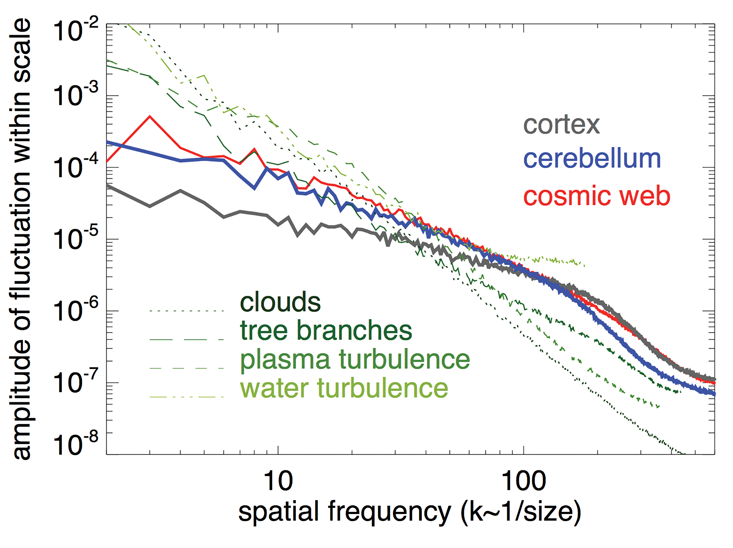 amplitude of fluctuation within scale
10-2
10-3
10-4
10-5
10-6
10-7
10-8
cortex
cerebellum
cosmic web
clouds
tree branches
plasma turbulence
water turbulence
10
100
spatial frequency (k~1/size)